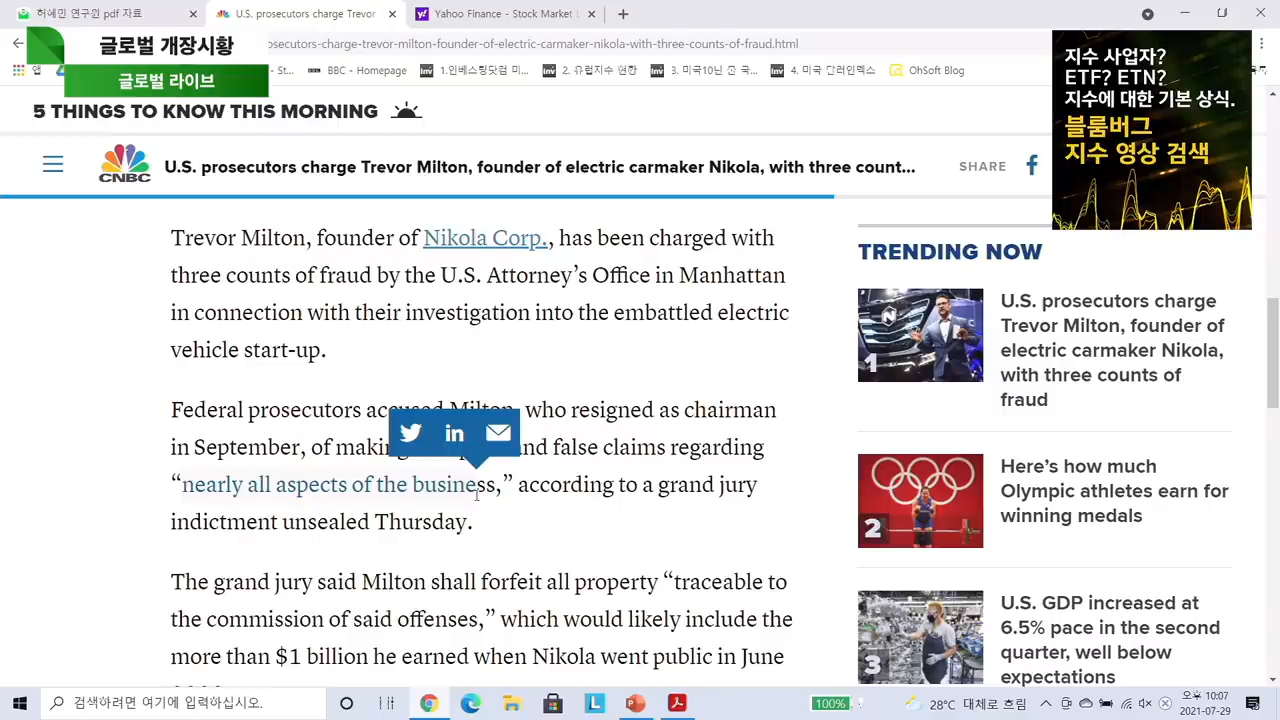 허혜민 연구원 pdf 자료
U.S. prosecutors charge Trevor
Yahoo Finance - Stock Market L
글로벌 개장시황
글로벌 라이브
secutors-charge-trevor-milton-founder-of-electric-carmaker-nikola-with-three-counts-of-fraud.html
앱
St...
BBC - Homepage
1.인베스팅닷컴 미...
2. 유럽지수 현황
3. 미국10년 만 국...
4. 미국 단러인덱스
OhSoft Blog
지수 사업자?
ETF? ETN?
지수에 대한 기본 상식.
블룸버그
지수 영상 검색
5 THINGS TO KNOW THIS MORNING
CNBC
U.S. prosecutors charge Trevor Milton, founder of electric carmaker Nikola, with three count...
SHARE
Trevor Milton, founder of Nikola Corp., has been charged with
three counts of fraud by the U.S. Attorney’s Office in Manhattan
in connection with their investigation into the embattled electric
vehicle start-up.
Federal prosecutors accused Milton, who resigned as chairman
in September, of making and false claims regarding
“nearly all aspects of the business,” according to a grand jury
indictment unsealed Thursday.
The grand jury said Milton shall forfeit all property “traceable to
the commission of said offenses,” which would likely include the
more than $1 billion he earned when Nikola went public in June
TRENDING NOW
1
U.S. prosecutors charge
Trevor Milton, founder of
electric carmaker Nikola,
with three counts of
fraud
2
Here’s how much
Olympic athletes earn for
winning medals
3
U.S. GDP increased at
6.5% pace in the second
quarter, well below
expectations
검색하려면 여기에 입력하십시오.
100%
28°C 대체로 흐림
오후 10:07
2021-07-29